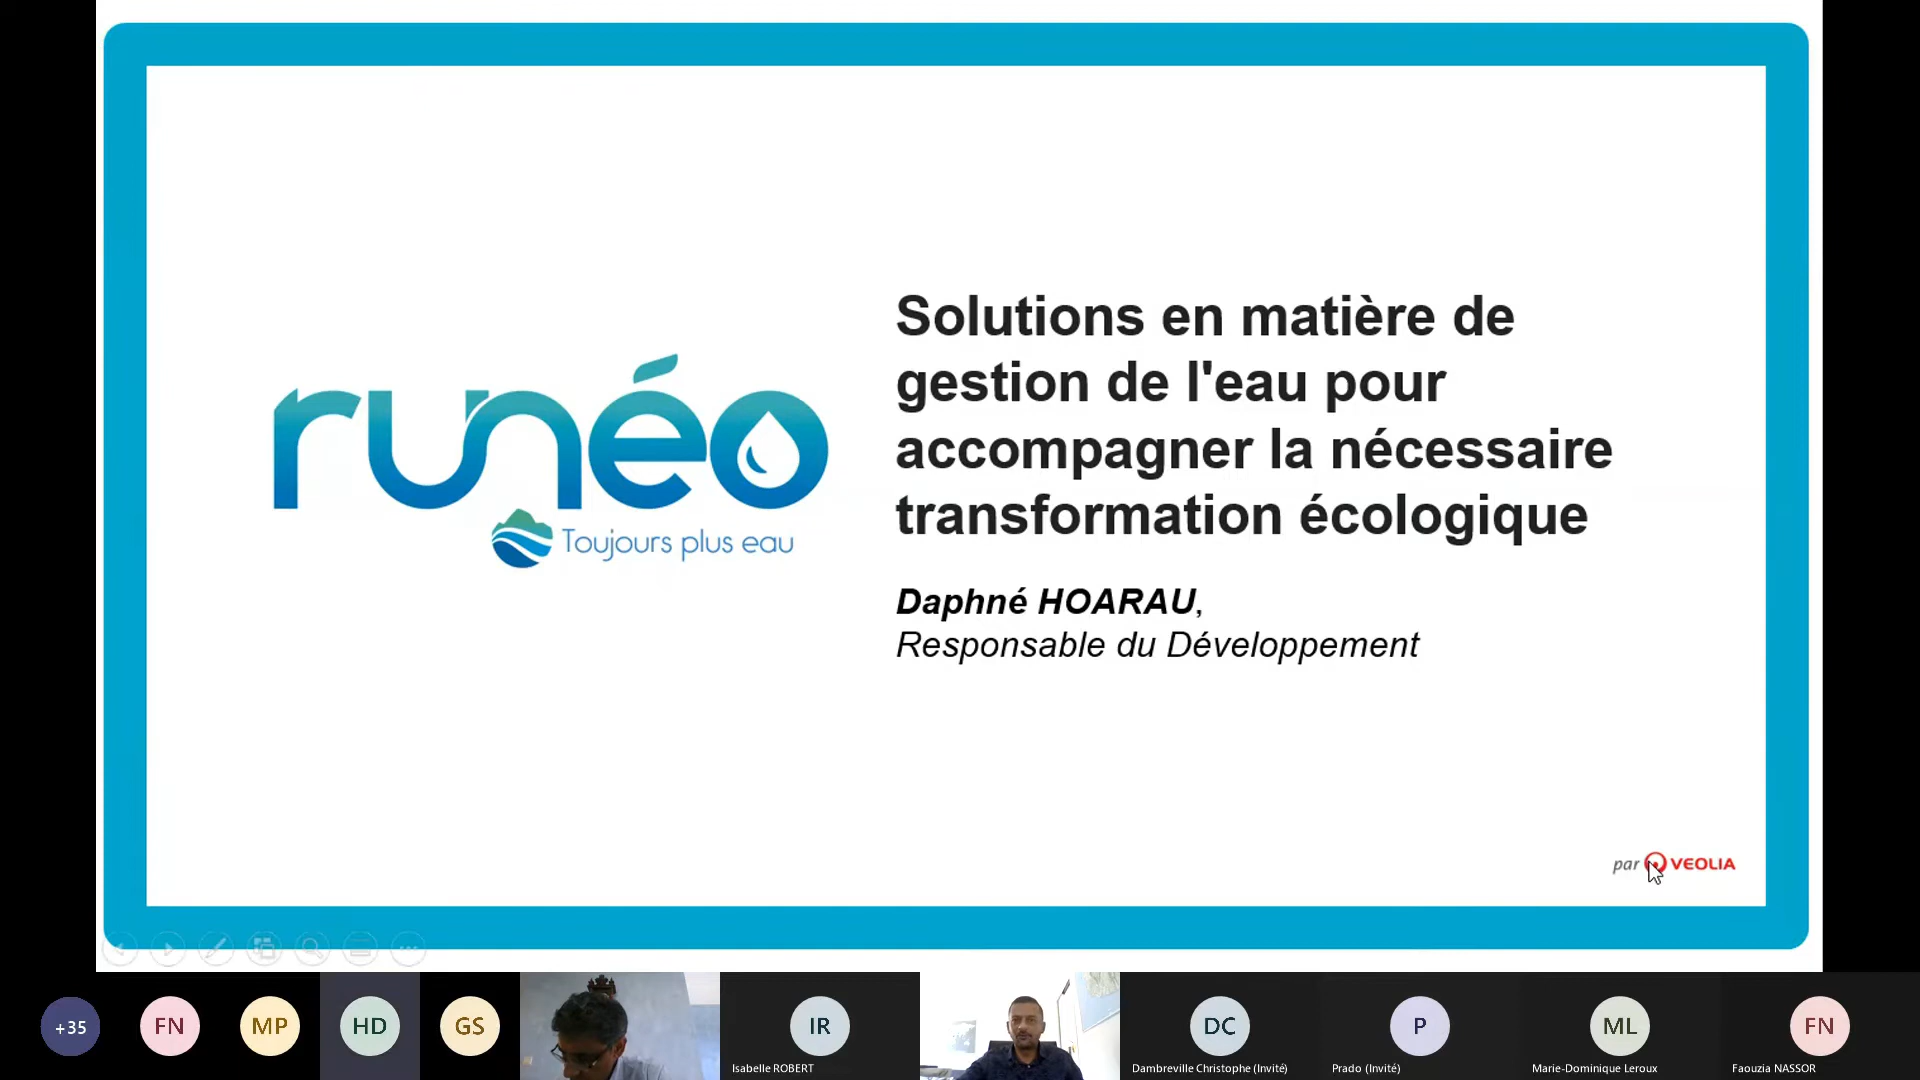 runéo
Toujours plus eau
Solutions en matière de
gestion de l'eau pour
accompagner la nécessaire
transformation écologique
Daphné HOARAU,
Responsable du Développement
par VEOLIA
+35
FN
MP
HD
GS
IR
Isabelle ROBERT
DC
Dambreville Christophe (Invité)
P
Prado (Invité)
ML
Marie-Dominique Leroux
FN
Faouzia NASSOR